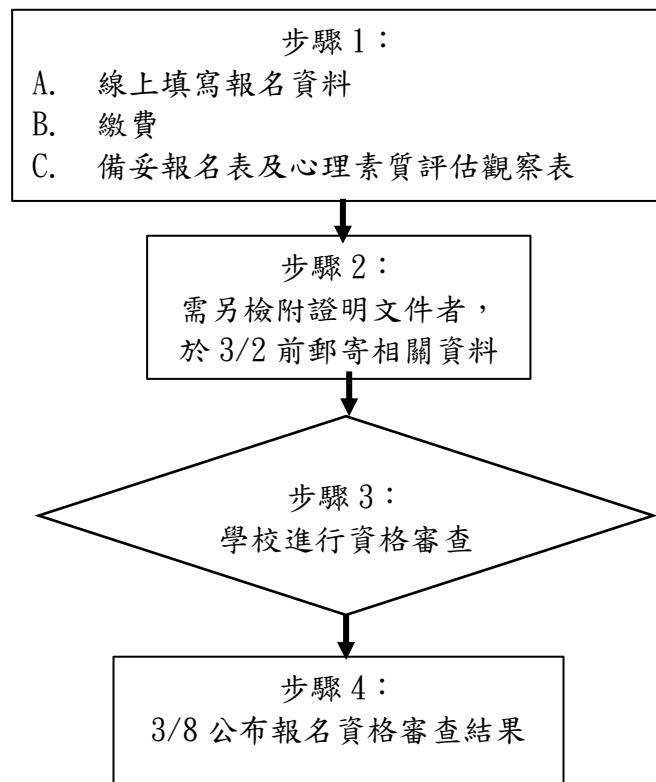 步驟 1：
A. 線上填寫報名資料
B. 繳費
C. 備妥報名表及心理素質評估觀察表
步驟 2：
需另檢附證明文件者，
於 3/2 前郵寄相關資料
步驟 3：
學校進行資格審查
步驟 4：
3/8 公布報名資格審查結果